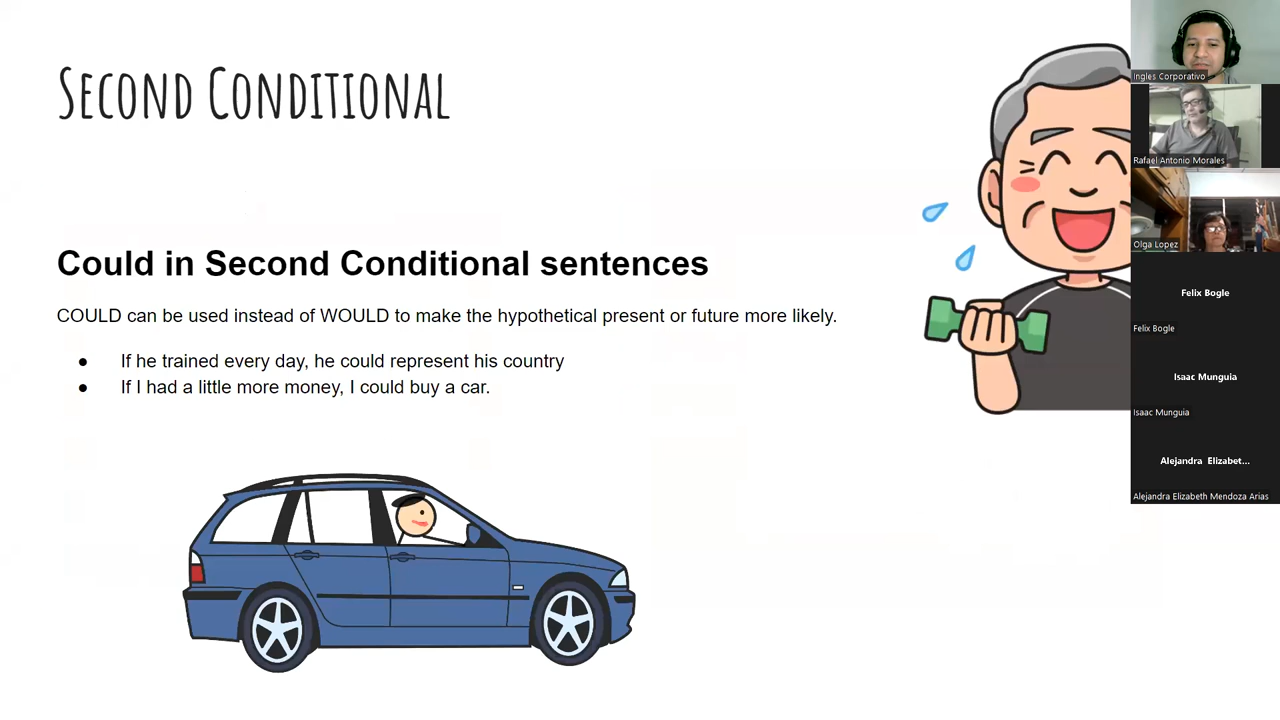 Second Conditional
Could in Second Conditional sentences
COULD can be used instead of WOULD to make the hypothetical present or future more likely.
● If he trained every day, he could represent his country
● If I had a little more money, I could buy a car.
Ingles Corporativo
Rafael Antonio Morales
Olga Lopez
Felix Bogle
Felix Bogle
Isaac Munguia
Isaac Munguia
Alejandra Elizabet...
Alejandra Elizabeth Mendoza Arias